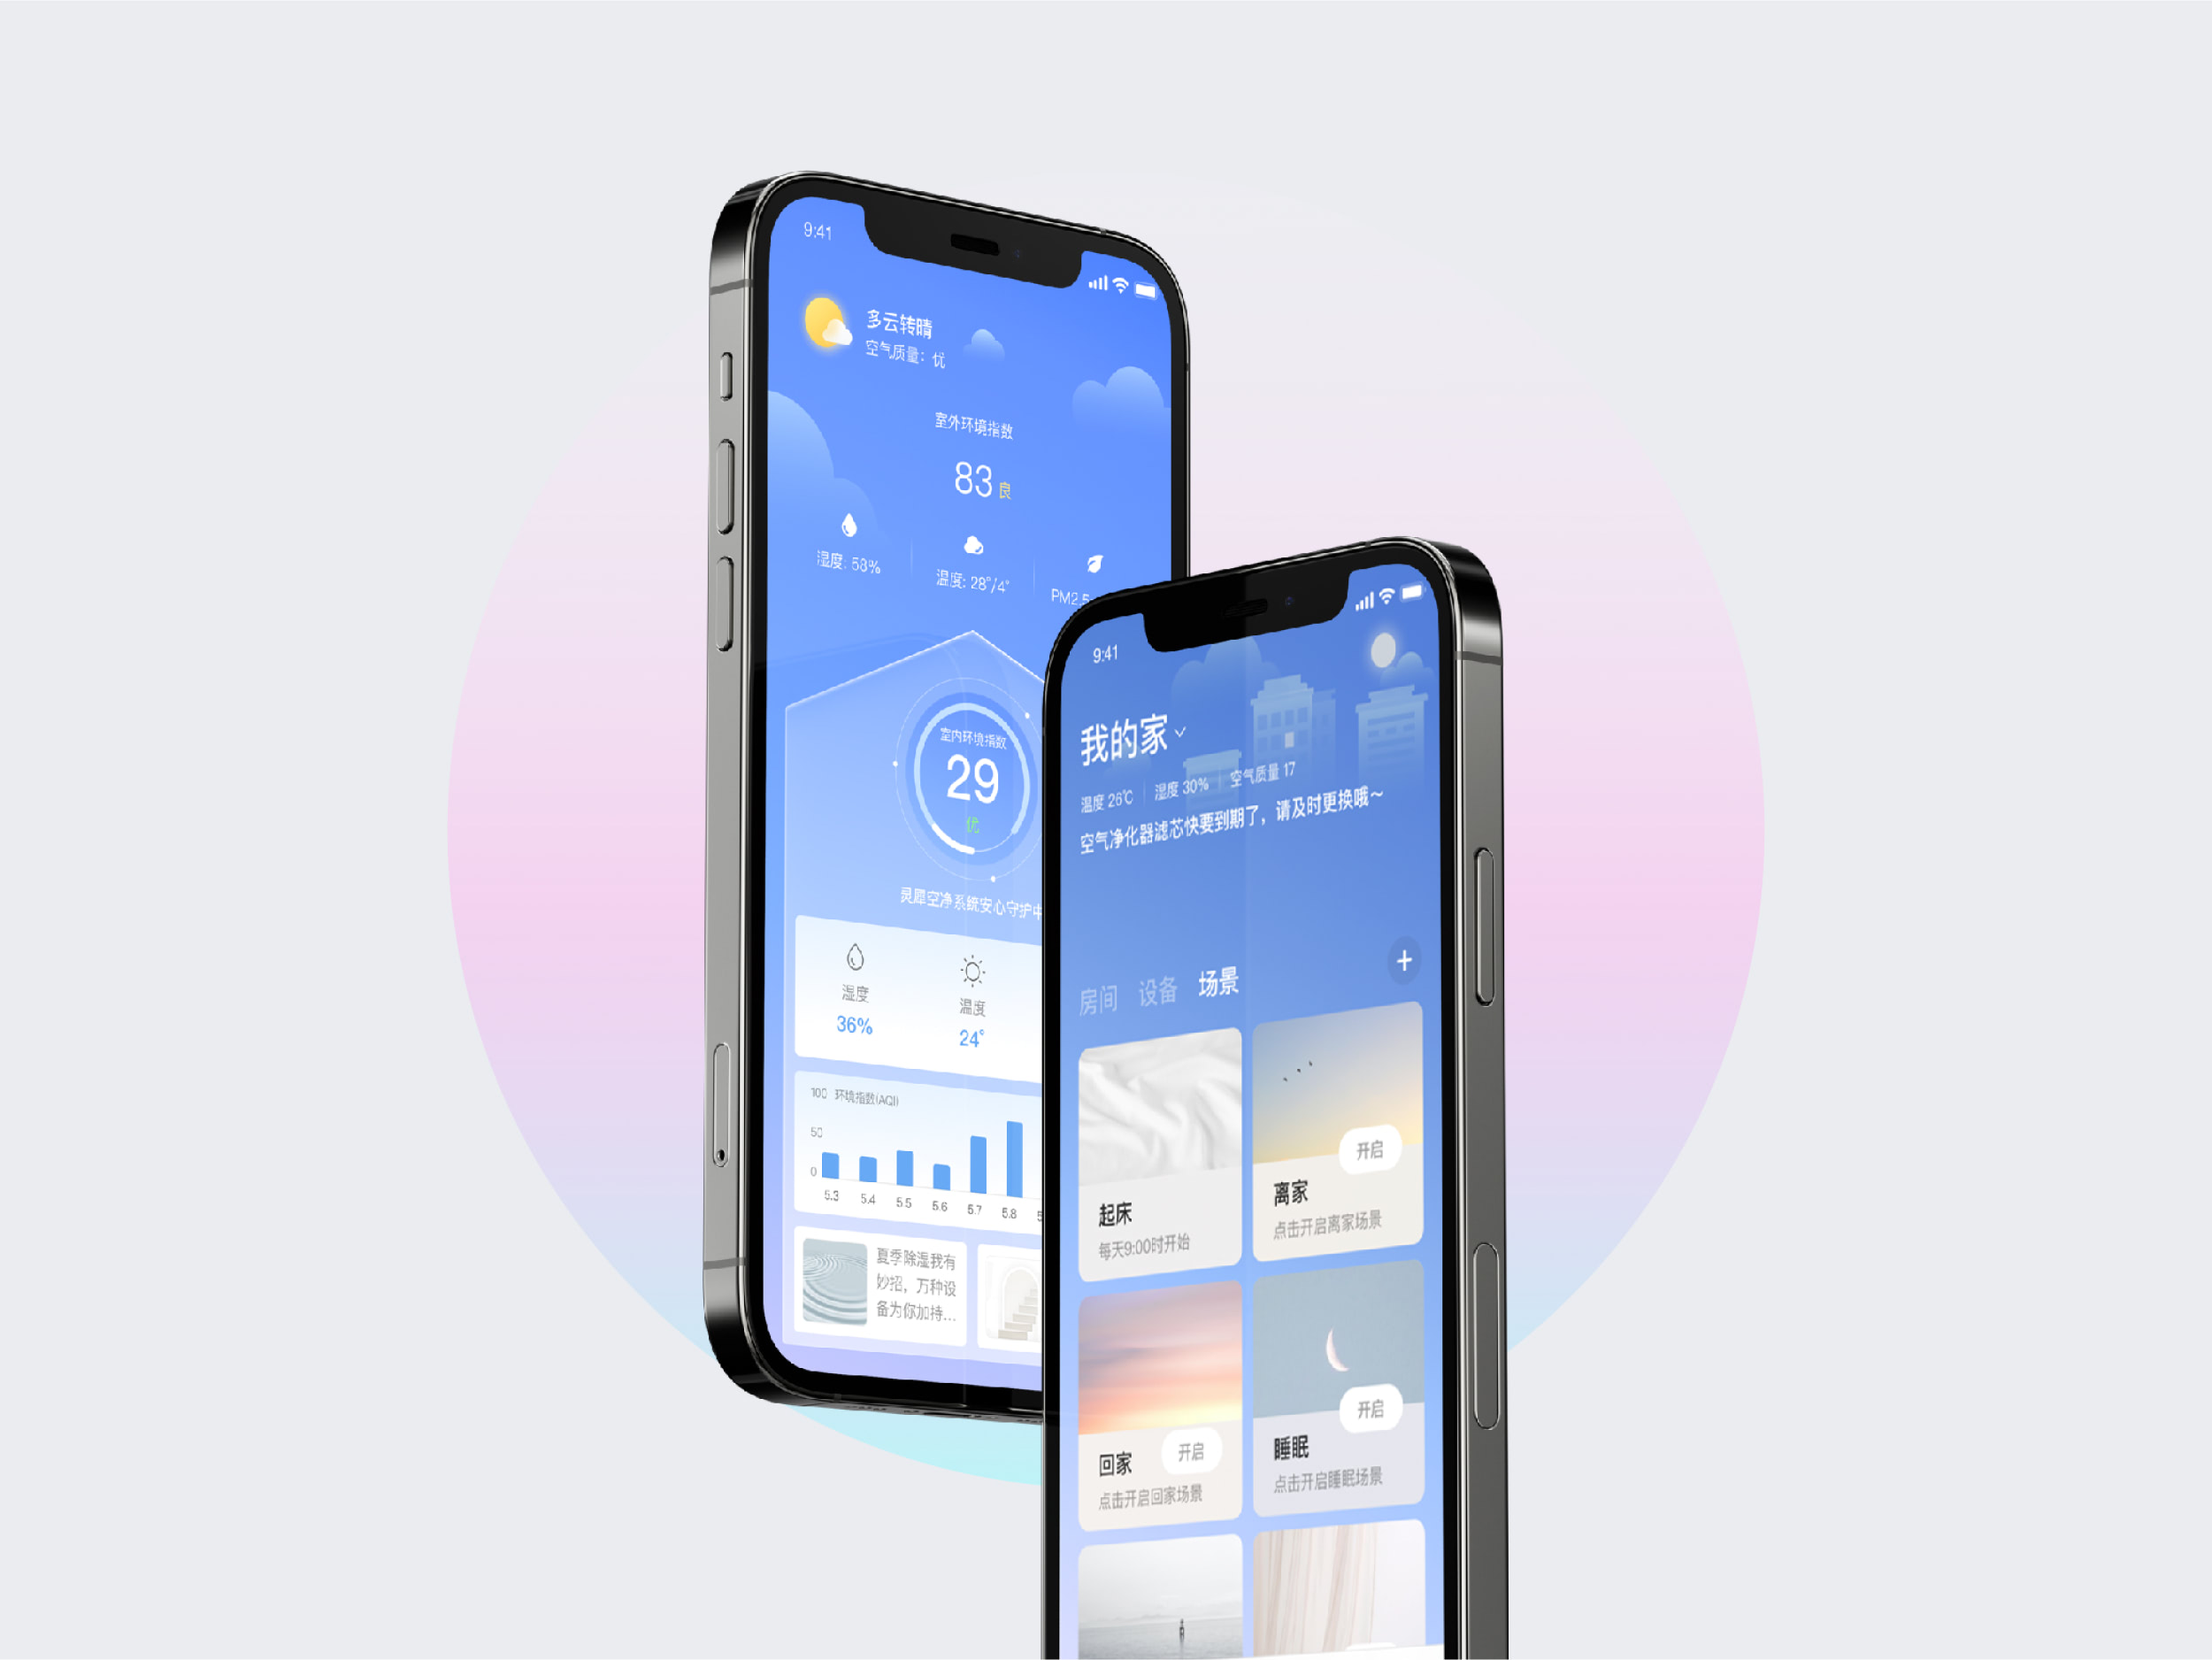 9:41
多云转晴
空气质量：优
室外环境指数
83 良
湿度: 58%
温度: 28°/4°
PM2.5
室内环境指数
29
优
灵犀空净系统安心守护中
湿度
36%
温度
24°
100 环境指数(AQI)
50
0
5.3 5.4 5.5 5.6 5.7 5.8
夏季除湿我有
妙招，万种设
备为你加持...
9:41
我的家
温度 26℃ | 湿度 30% | 空气质量 17
空气净化器滤芯快要到期了，请及时更换哦~
房间 设备 场景
+
起床
每天9:00时开始
开启
离家
点击开启离家场景
回家
开启
点击开启回家场景
开启
睡眠
点击开启睡眠场景